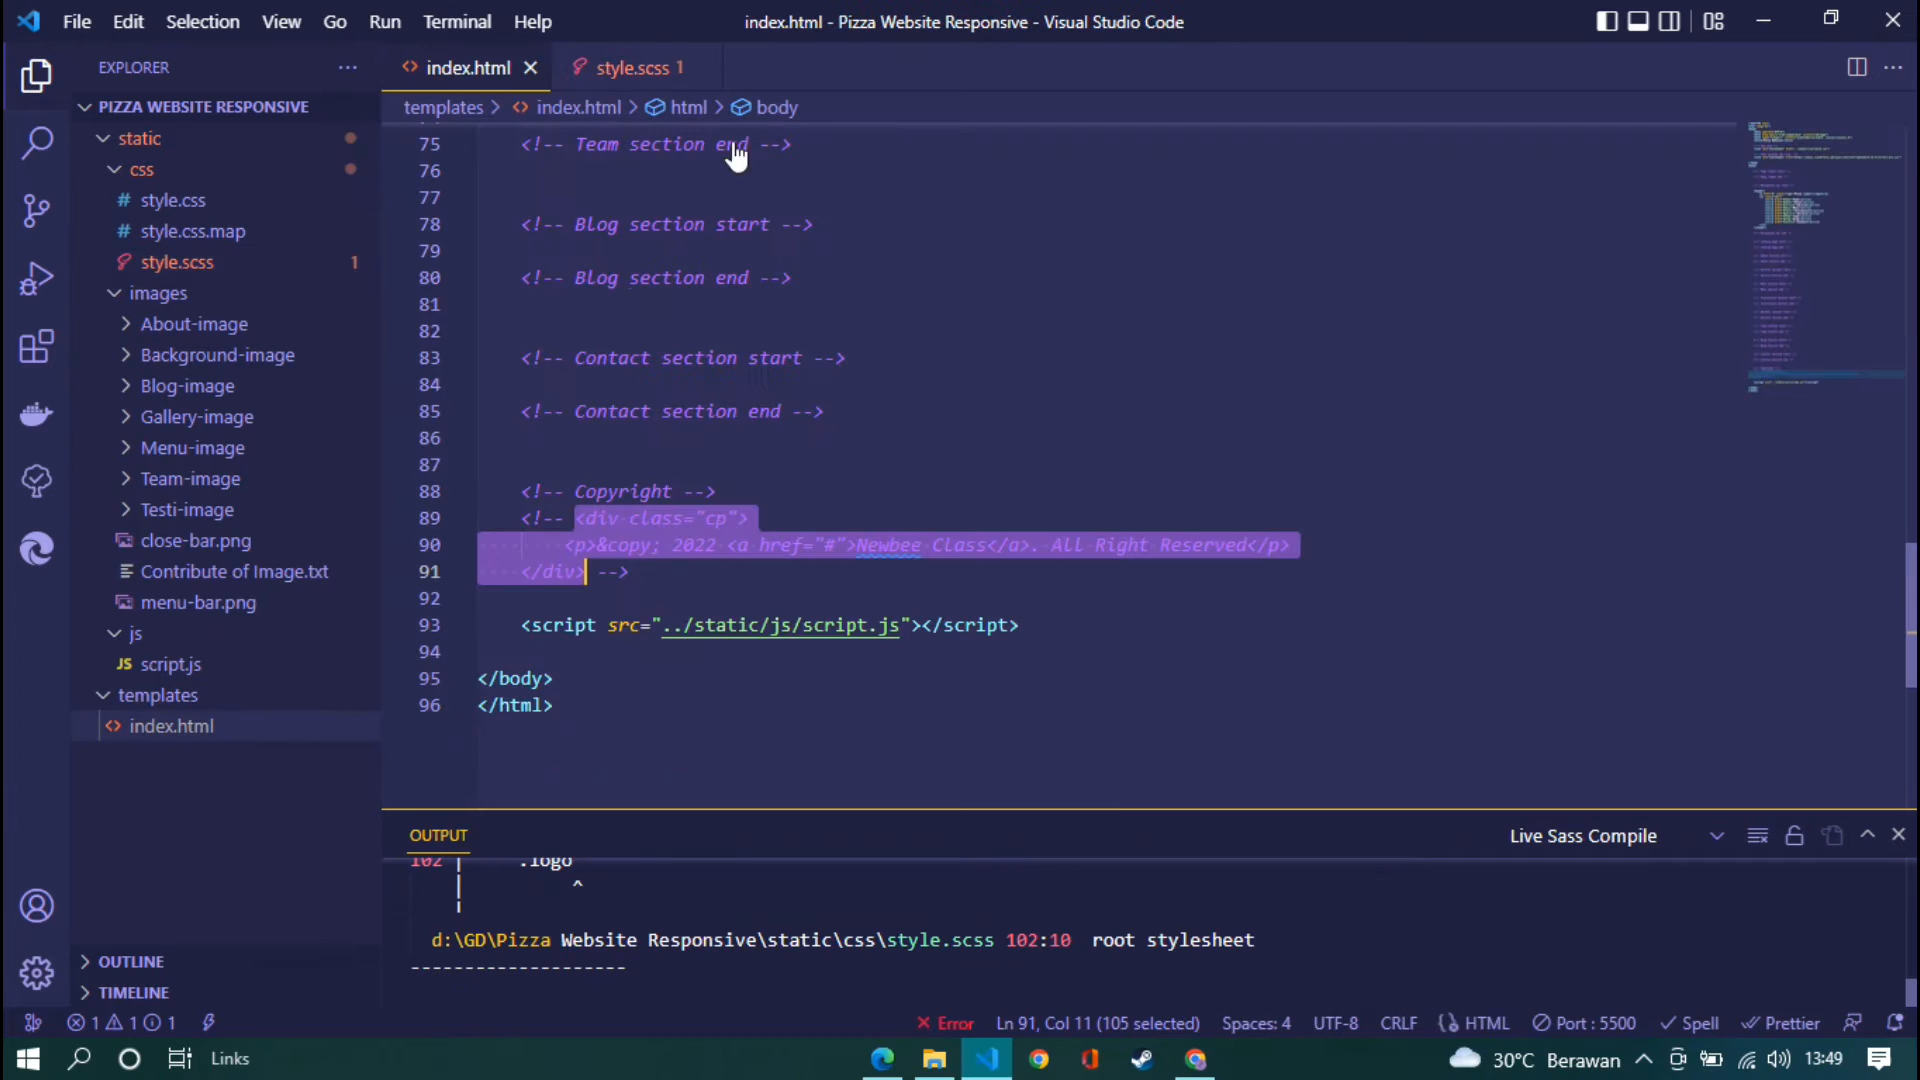 File Edit Selection View Go Run Terminal Help
index.html - Pizza Website Responsive - Visual Studio Code
EXPLORER
PIZZA WEBSITE RESPONSIVE
static
css
# style.css
# style.css.map
style.scss 1
images
About-image
Background-image
Blog-image
Gallery-image
Menu-image
Team-image
Testi-image
close-bar.png
Contribute of Image.txt
menu-bar.png
js
JS script.js
templates
<> index.html
OUTLINE
TIMELINE
<> index.html
style.scss 1
templates > <> index.html > html > body
75 <!-- Team section end -->
76
77
78 <!-- Blog section start -->
79
80 <!-- Blog section end -->
81
82
83 <!-- Contact section start -->
84
85 <!-- Contact section end -->
86
87
88 <!-- Copyright -->
89 <!-- <div class="cp">
90 <p>&copy; 2022 <a href="#">Newbee Class</a>. All Right Reserved</p>
91 </div> -->
92
93 <script src="../static/js/script.js"></script>
94
95 </body>
96 </html>
OUTPUT
Live Sass Compile
102 | .logo
| ^
d:\GD\Pizza Website Responsive\static\css\style.scss 102:10 root stylesheet
--------------------
1 1 1
Error
Ln 91, Col 11 (105 selected)
Spaces: 4
UTF-8
CRLF
HTML
Port : 5500
Spell
Prettier
Links
30°C Berawan
13:49